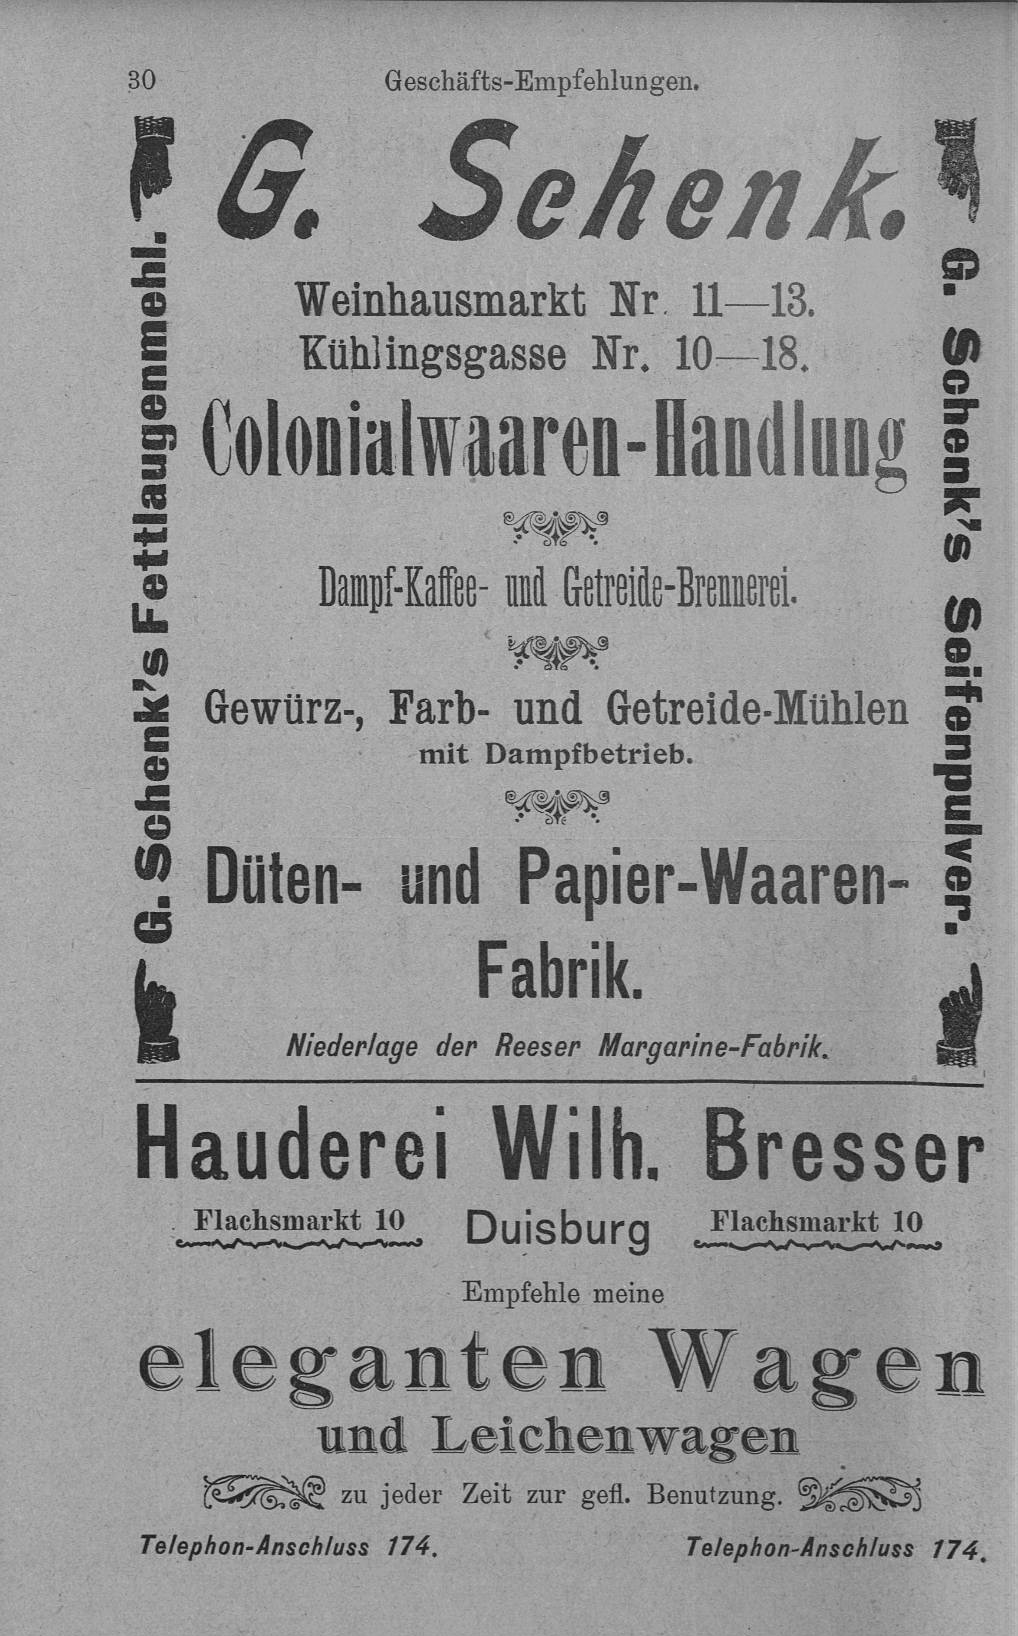 30
Geschäfts-Empfehlungen.
G. Schenk's Fettlaugenmehl.
G. Schenk.
Weinhausmarkt Nr. 11—13.
Kühlingsgasse Nr. 10—18.
Colonialwaaren-Handlung
Dampf-Kaffee- und Getreide-Brennerei.
Gewürz-, Farb- und Getreide-Mühlen
mit Dampfbetrieb.
Düten- und Papier-Waaren-
Fabrik.
Niederlage der Reeser Margarine-Fabrik.
G. Schenk's Seifenpulver.
Hauderei Wilh. Bresser
Flachsmarkt 10 Duisburg Flachsmarkt 10
Empfehle meine
eleganten Wagen
und Leichenwagen
zu jeder Zeit zur gefl. Benutzung.
Telephon-Anschluss 174. Telephon-Anschluss 174.